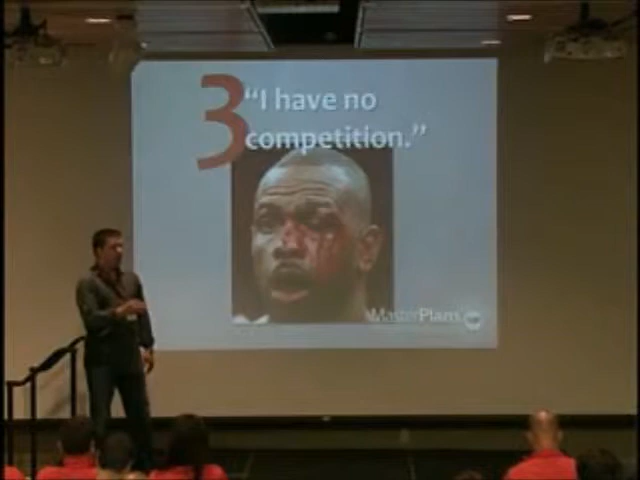 3 "I have no
competition."
MasterPlans